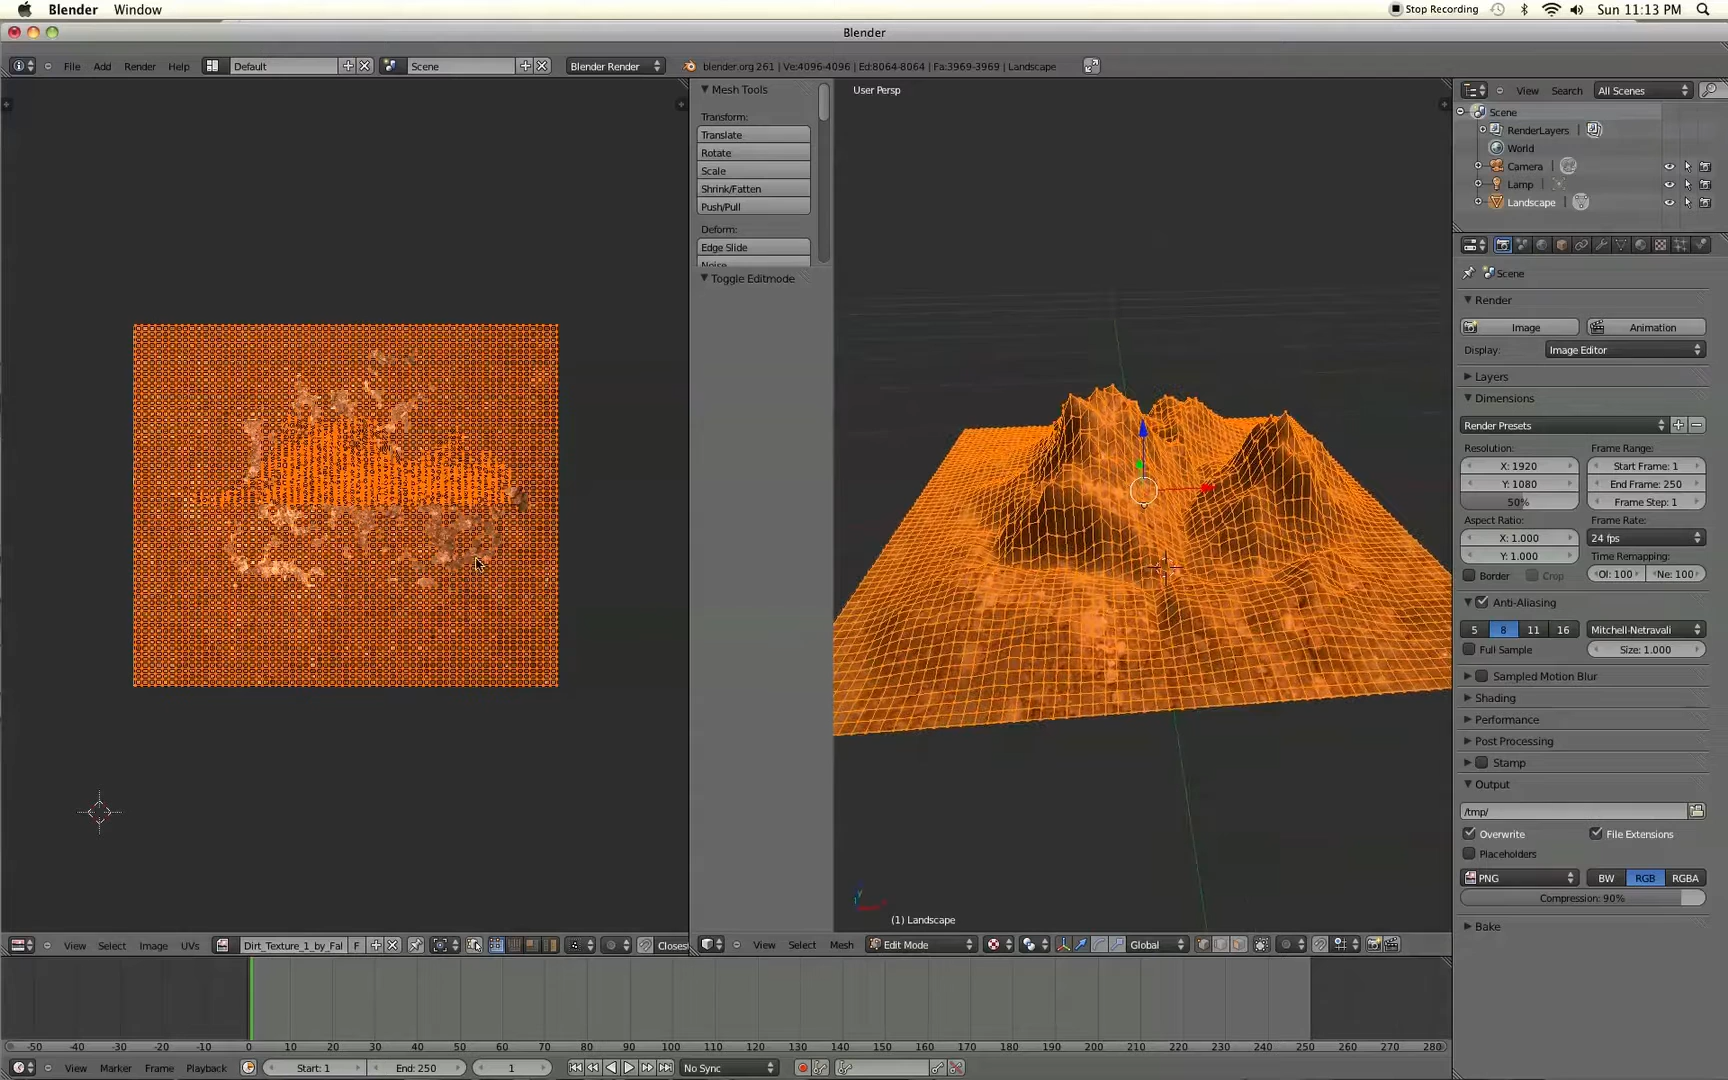 Blender Window Stop Recording Sun 11:13 PM
Blender
File Add Render Help Default Scene Blender Render blender.org 261 | Ve:4096-4096 | Ed:8064-8064 | Fa:3969-3969 | Landscape
Mesh Tools
Transform:
Translate
Rotate
Scale
Shrink/Fatten
Push/Pull
Deform:
Edge Slide
Noise
Toggle Editmode
User Persp
(1) Landscape
View Search All Scenes
Scene
RenderLayers |
World
Camera |
Lamp |
Landscape |
Scene
Render
Image Animation
Display: Image Editor
Layers
Dimensions
Render Presets
Resolution: Frame Range:
X: 1920 Start Frame: 1
Y: 1080 End Frame: 250
50% Frame Step: 1
Aspect Ratio: Frame Rate:
X: 1.000 24 fps
Y: 1.000 Time Remapping:
Border Crop Ol: 100 Ne: 100
Anti-Aliasing
5 8 11 16 Mitchell-Netravali
Full Sample Size: 1.000
Sampled Motion Blur
Shading
Performance
Post Processing
Stamp
Output
/tmp/
Overwrite File Extensions
Placeholders
PNG BW RGB RGBA
Compression: 90%
Bake
View Select Image UVs Dirt_Texture_1_by_Fal F Closes
View Select Mesh Edit Mode Global
-50 -40 -30 -20 -10 0 10 20 30 40 50 60 70 80 90 100 110 120 130 140 150 160 170 180 190 200 210 220 230 240 250 260 270 280
View Marker Frame Playback Start: 1 End: 250 1 No Sync